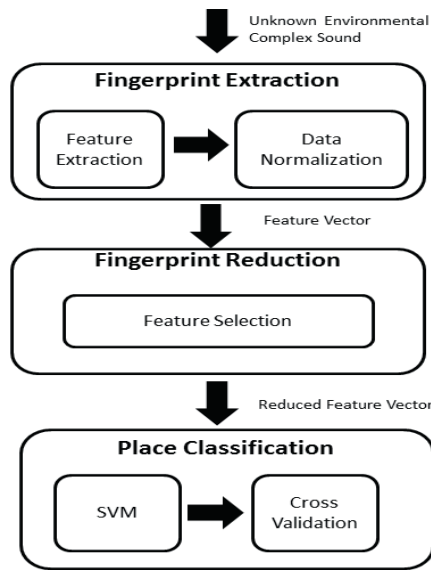 Unknown Environmental
Complex Sound
Fingerprint Extraction
Feature
Extraction
Data
Normalization
Feature Vector
Fingerprint Reduction
Feature Selection
Reduced Feature Vector
Place Classification
SVM
Cross
Validation